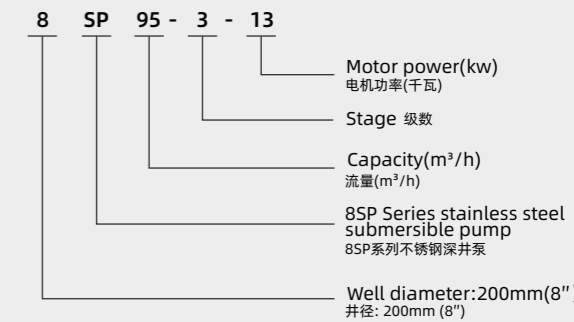 8 SP 95 - 3 - 13
Motor power(kw)
电机功率(千瓦)
Stage 级数
Capacity(m³/h)
流量(m³/h)
8SP Series stainless steel
submersible pump
8SP系列不锈钢深井泵
Well diameter:200mm(8″)
井径: 200mm (8″)